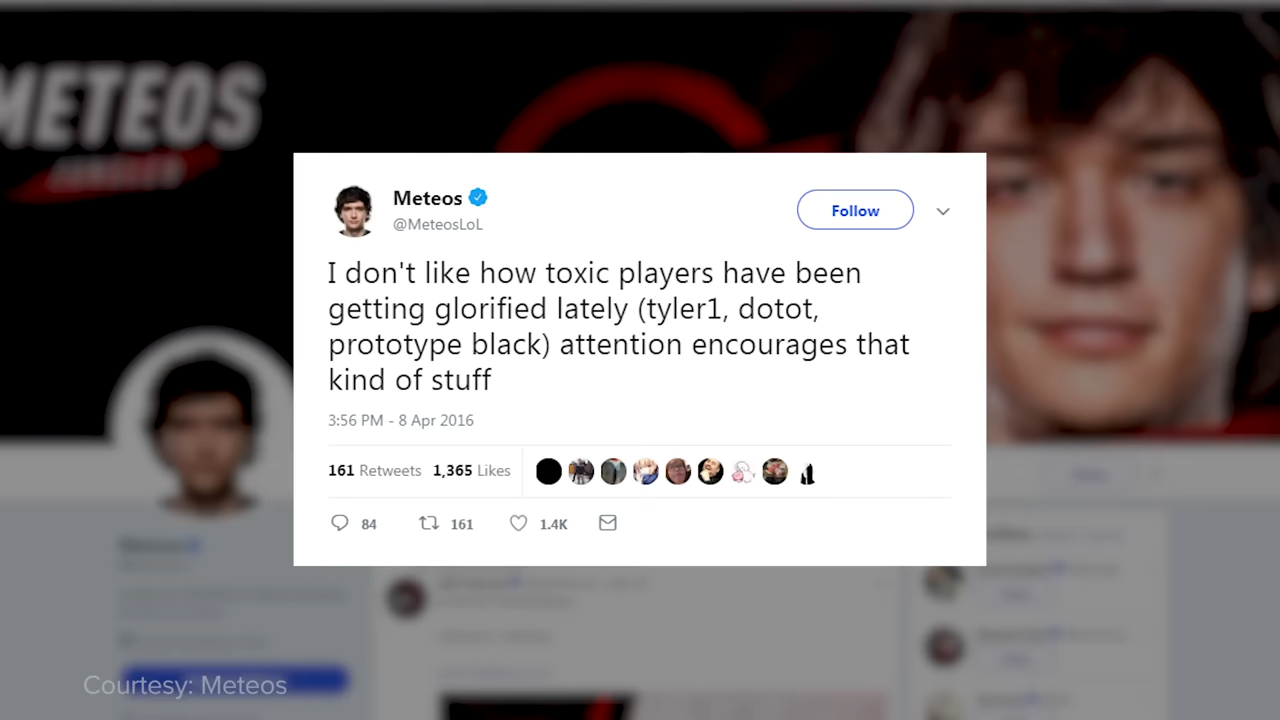 METEOS
Meteos
@MeteosLoL
Follow
I don't like how toxic players have been
getting glorified lately (tyler1, dotot,
prototype black) attention encourages that
kind of stuff
3:56 PM - 8 Apr 2016
161 Retweets 1,365 Likes
84 161 1.4K
Courtesy: Meteos